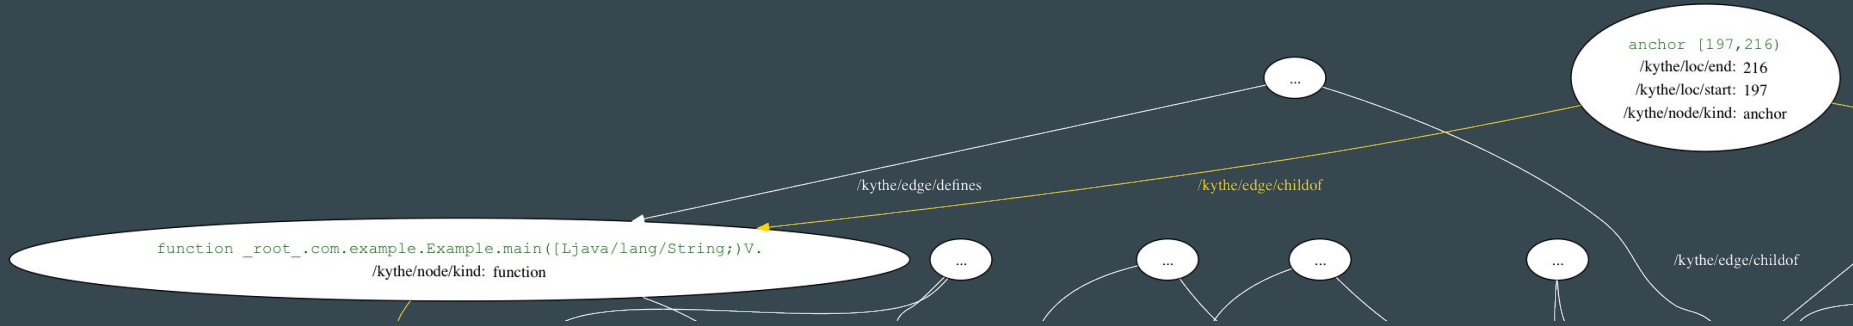 anchor [197,216)
/kythe/loc/end: 216
/kythe/loc/start: 197
/kythe/node/kind: anchor
...
/kythe/edge/defines
/kythe/edge/childof
function _root_.com.example.Example.main([Ljava/lang/String;)V.
/kythe/node/kind: function
...
...
...
...
/kythe/edge/childof